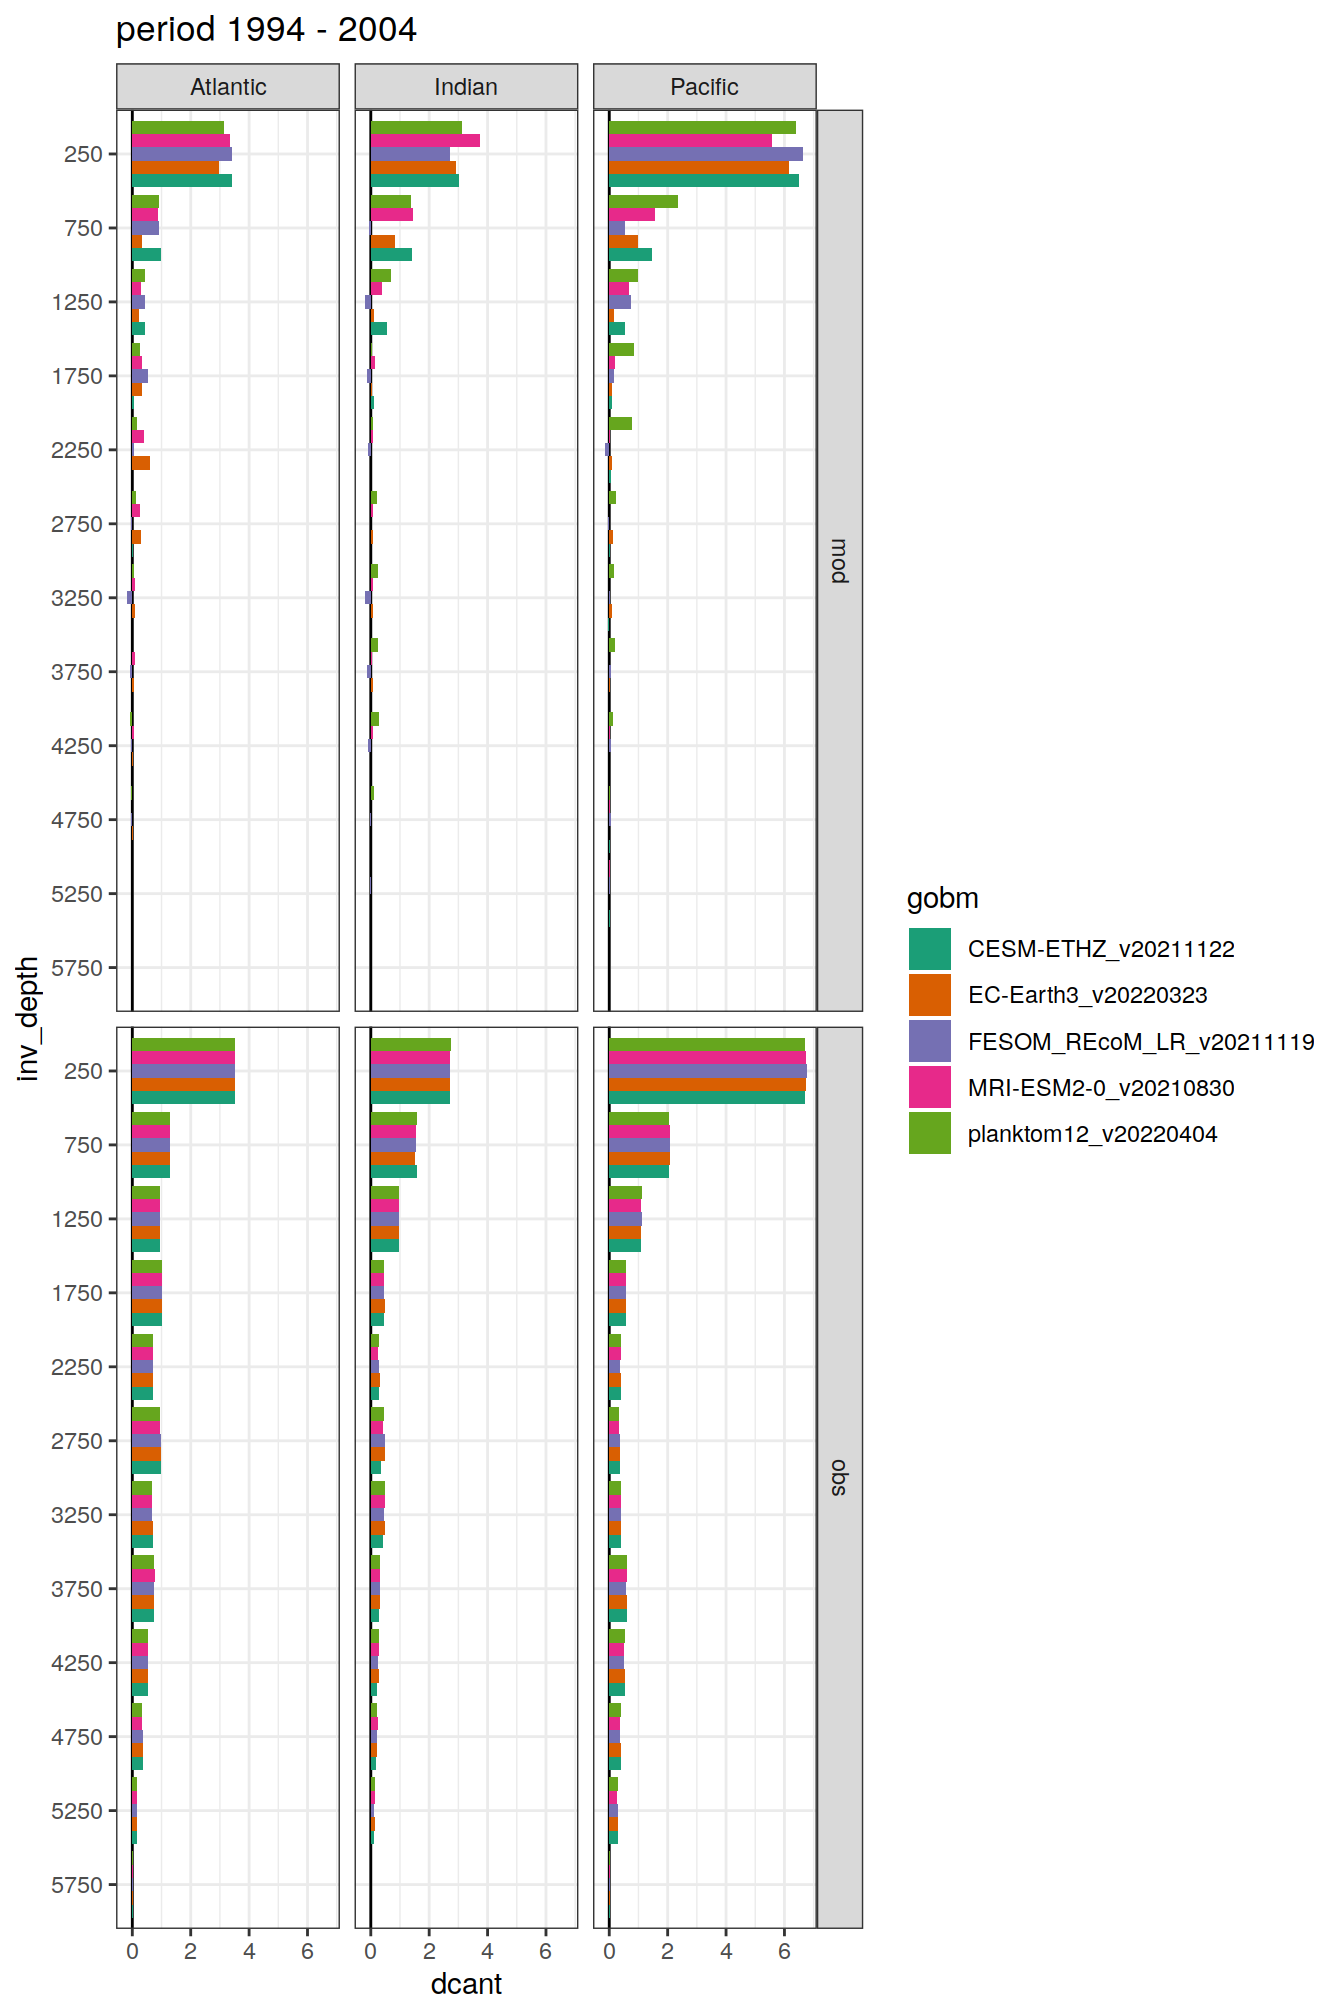 period 1994 - 2004
Atlantic Indian Pacific
250
750
1250
1750
2250
2750
3250
3750
4250
4750
5250
5750
mod
250
750
1250
1750
2250
2750
3250
3750
4250
4750
5250
5750
obs
0 2 4 6 0 2 4 6 0 2 4 6
dcant
inv_depth
gobm
CESM-ETHZ_v20211122
EC-Earth3_v20220323
FESOM_REcoM_LR_v20211119
MRI-ESM2-0_v20210830
planktom12_v20220404